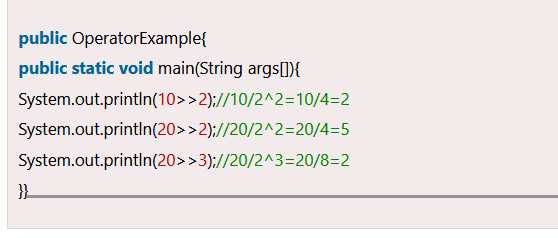 public OperatorExample{
public static void main(String args[]){
System.out.println(10>>2);//10/2^2=10/4=2
System.out.println(20>>2);//20/2^2=20/4=5
System.out.println(20>>3);//20/2^3=20/8=2
}}